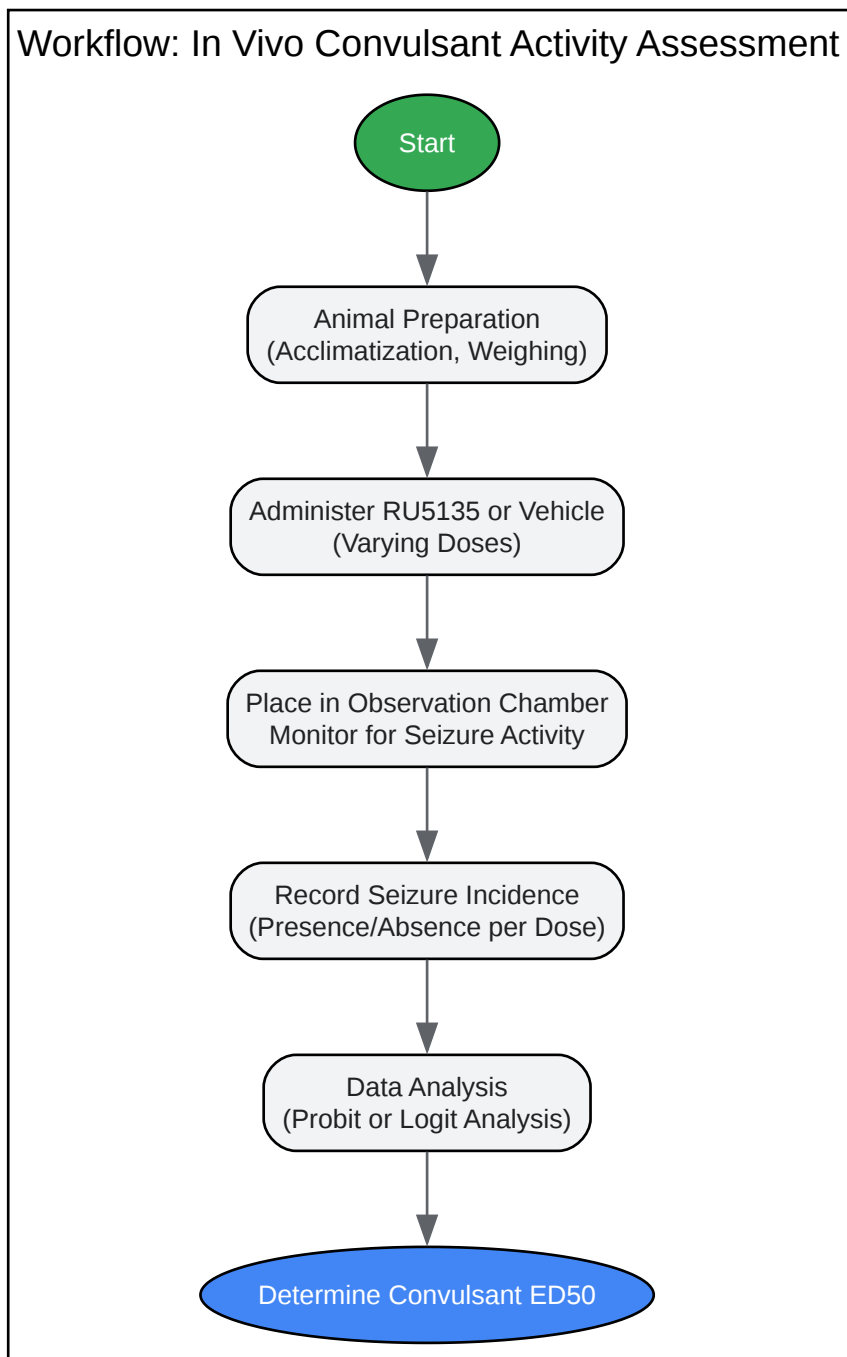 Workflow: In Vivo Convulsant Activity Assessment
Start
Animal Preparation
(Acclimatization, Weighing)
Administer RU5135 or Vehicle
(Varying Doses)
Place in Observation Chamber
Monitor for Seizure Activity
Record Seizure Incidence
(Presence/Absence per Dose)
Data Analysis
(Probit or Logit Analysis)
Determine Convulsant ED50